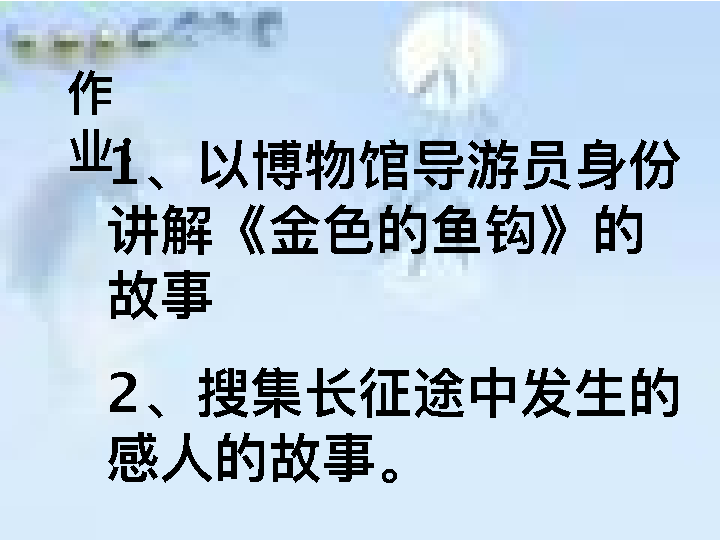 作
业：
1、以博物馆导游员身份
讲解《金色的鱼钩》的
故事
2、搜集长征途中发生的
感人的故事。